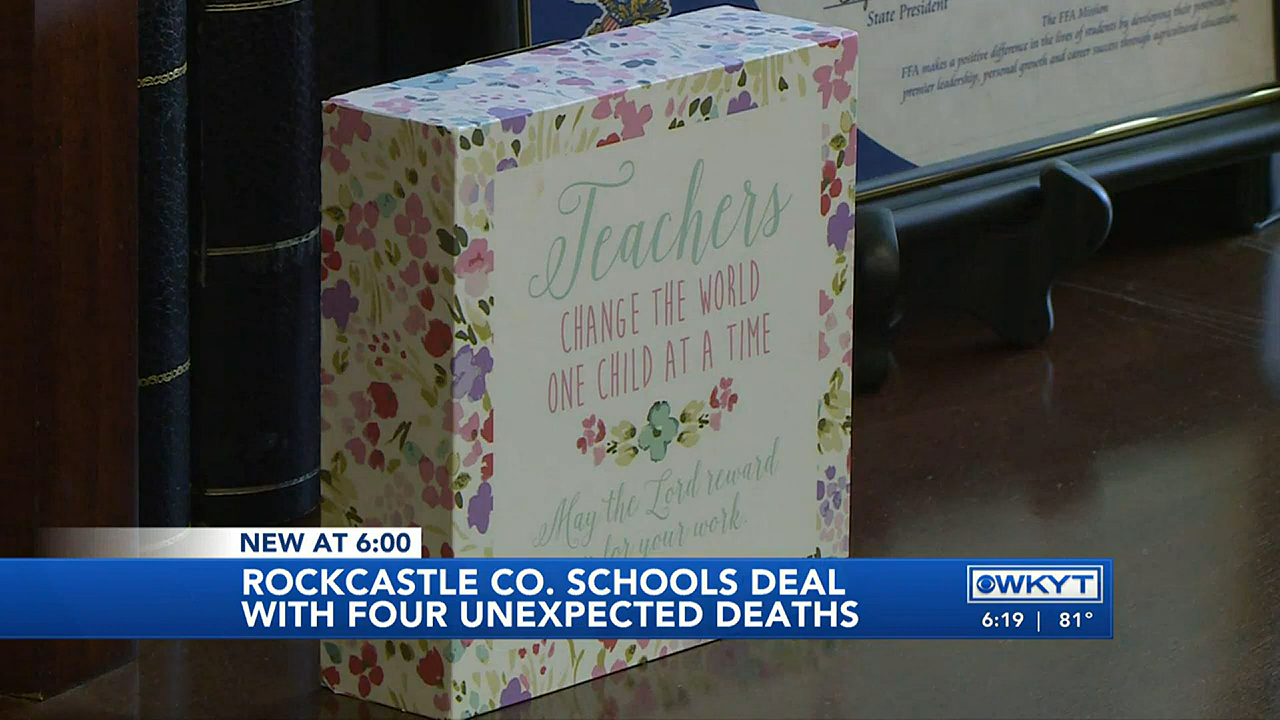 State President
The FFA Mission
FFA makes a positive difference in the lives of students by developing their potential
premier leadership, personal growth and career success through agricultural education.
Teachers
CHANGE THE WORLD
ONE CHILD AT A TIME
May the Lord reward
for your work.
NEW AT 6:00
ROCKCASTLE CO. SCHOOLS DEAL
WITH FOUR UNEXPECTED DEATHS
WKYT
6:19 | 81°